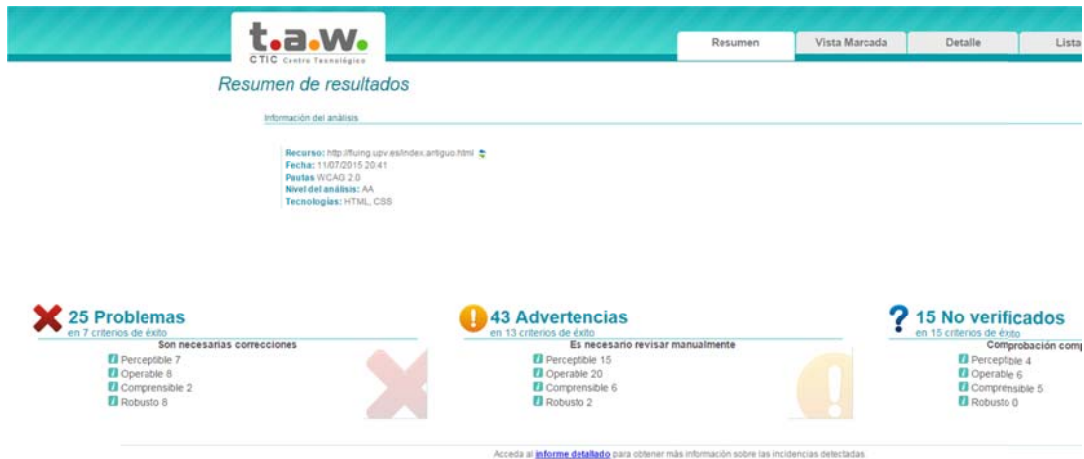 t.a.w.
CTIC Centro Tecnológico
Resumen
Vista Marcada
Detalle
Lista
Resumen de resultados
Información del análisis
Recurso: http://fluing.upv.es/index.antiguo.html
Fecha: 11/07/2015 20:41
Pautas WCAG 2.0
Nivel del análisis: AA
Tecnologías: HTML, CSS
25 Problemas
en 7 criterios de éxito
Son necesarias correcciones
Perceptible 7
Operable 8
Comprensible 2
Robusto 8
43 Advertencias
en 13 criterios de éxito
Es necesario revisar manualmente
Perceptible 15
Operable 20
Comprensible 6
Robusto 2
15 No verificados
en 15 criterios de éxito
Comprobación comp
Perceptible 4
Operable 6
Comprensible 5
Robusto 0
Acceda al informe detallado para obtener más información sobre las incidencias detectadas